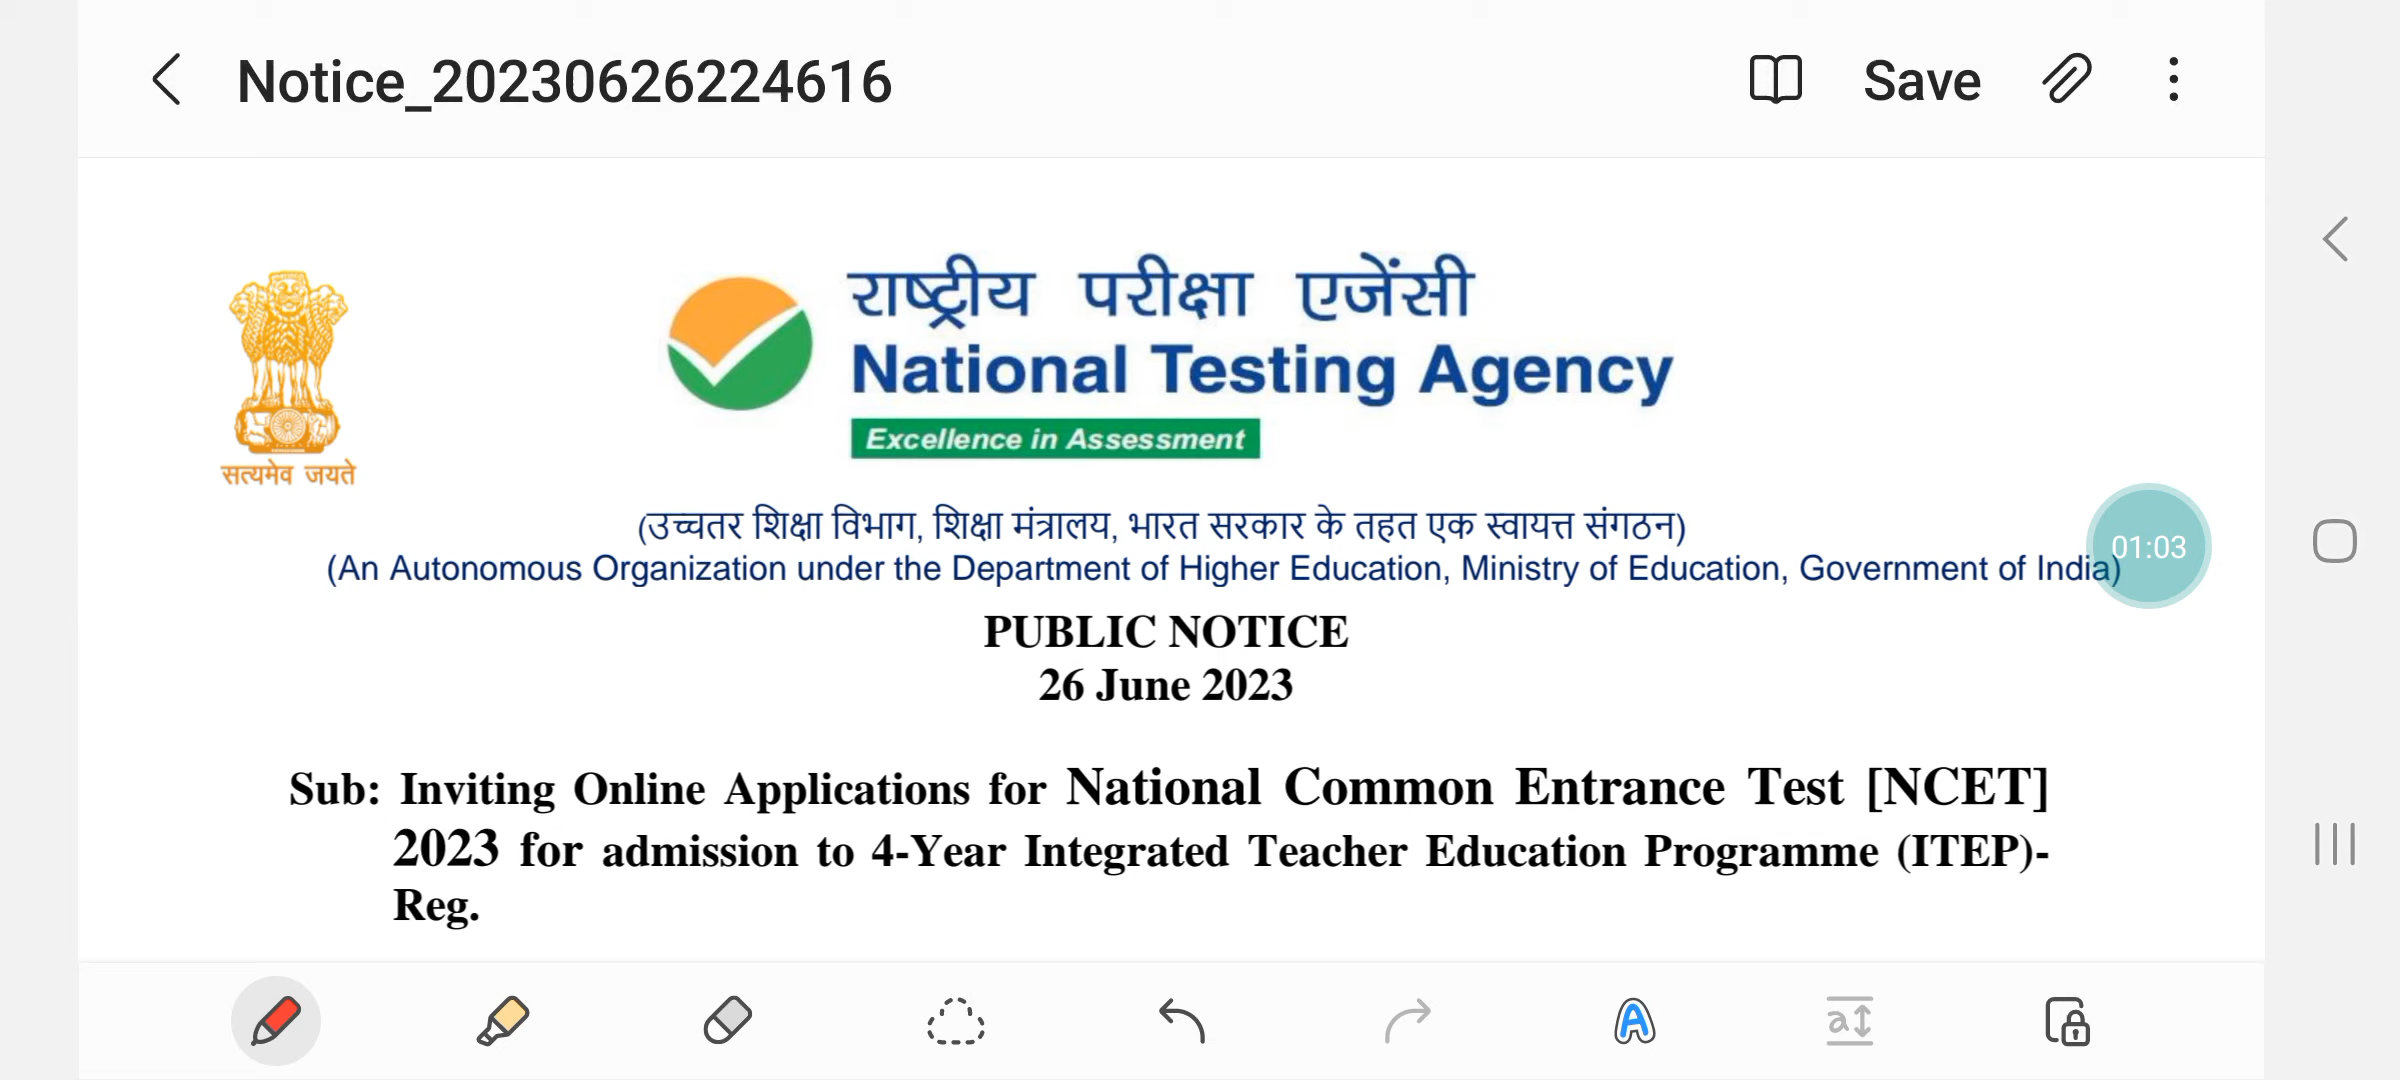 Notice_20230626224616
Save
राष्ट्रीय परीक्षा एजेंसी
National Testing Agency
Excellence in Assessment
सत्यमेव जयते
(उच्चतर शिक्षा विभाग, शिक्षा मंत्रालय, भारत सरकार के तहत एक स्वायत्त संगठन)
(An Autonomous Organization under the Department of Higher Education, Ministry of Education, Government of India)
01:03
PUBLIC NOTICE
26 June 2023
Sub: Inviting Online Applications for National Common Entrance Test [NCET]
2023 for admission to 4-Year Integrated Teacher Education Programme (ITEP)-
Reg.